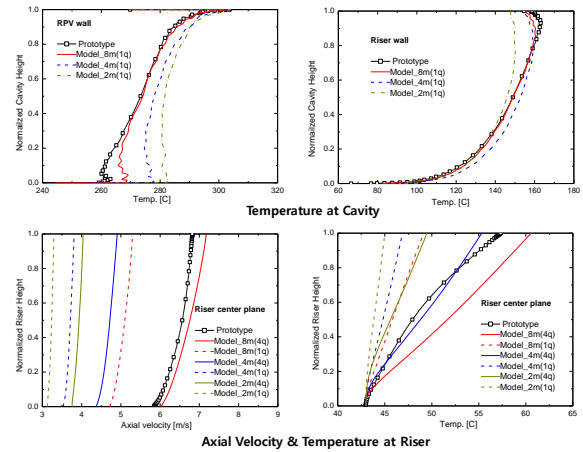 RPV wall
Prototype
Model_8m(1q)
Model_4m(1q)
Model_2m(1q)
Normalized Cavity Height
1.0
0.8
0.6
0.4
0.2
0.0
220 240 260 280 300 320
Temp. [C]
Riser wall
Prototype
Model_8m(1q)
Model_4m(1q)
Model_2m(1q)
Normalized Cavity Height
1.0
0.8
0.6
0.4
0.2
0.0
60 80 100 120 140 160 180
Temp. [C]
Temperature at Cavity
Riser center plane
Prototype
Model_8m(4q)
Model_8m(1q)
Model_4m(4q)
Model_4m(1q)
Model_2m(4q)
Model_2m(1q)
Normalized Riser Height
1.0
0.8
0.6
0.4
0.2
0.0
3 4 5 6 7 8 9
Axial velocity [m/s]
Riser center plane
Prototype
Model_8m(4q)
Model_8m(1q)
Model_4m(4q)
Model_4m(1q)
Model_2m(4q)
Model_2m(1q)
Normalized Riser Height
1.0
0.8
0.6
0.4
0.2
0.0
40 45 50 55 60 65
Temp. [C]
Axial Velocity & Temperature at Riser